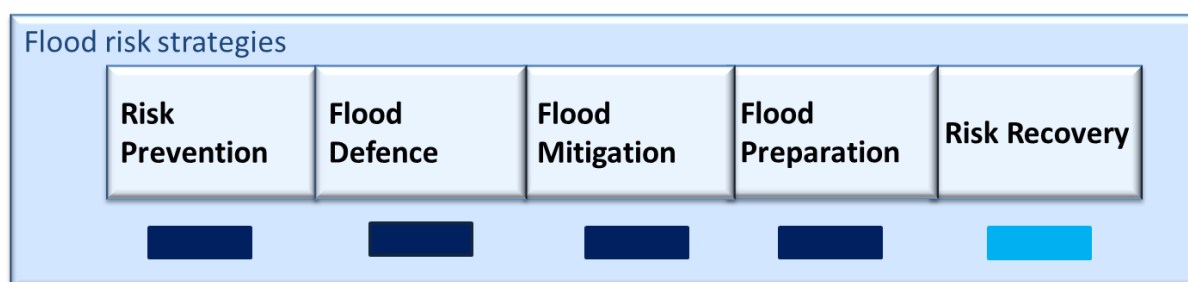 Flood risk strategies
Risk
Prevention
Flood
Defence
Flood
Mitigation
Flood
Preparation
Risk Recovery